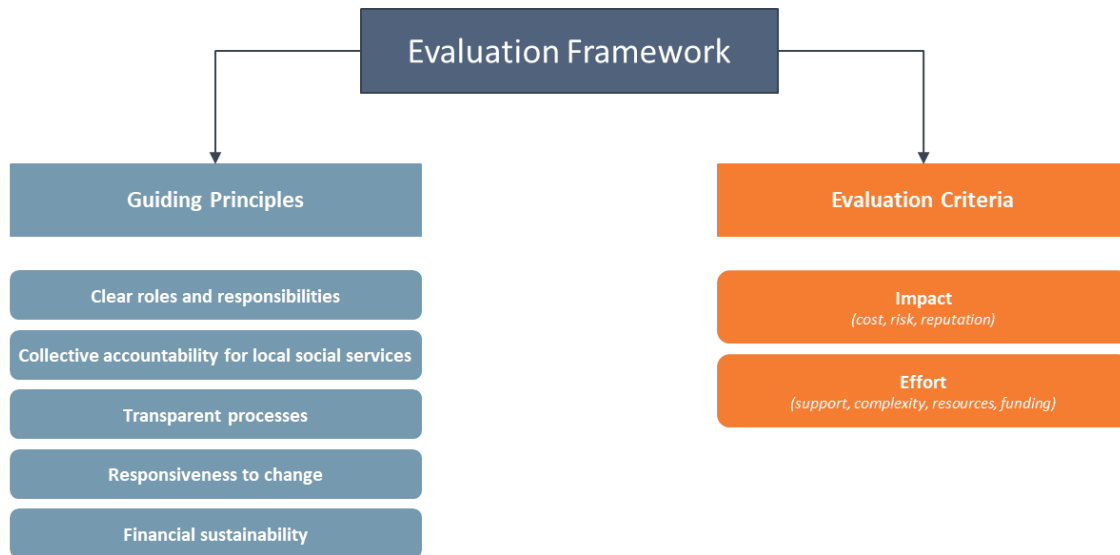 Evaluation Framework
Guiding Principles
Clear roles and responsibilities
Collective accountability for local social services
Transparent processes
Responsiveness to change
Financial sustainability
Evaluation Criteria
Impact
(cost, risk, reputation)
Effort
(support, complexity, resources, funding)